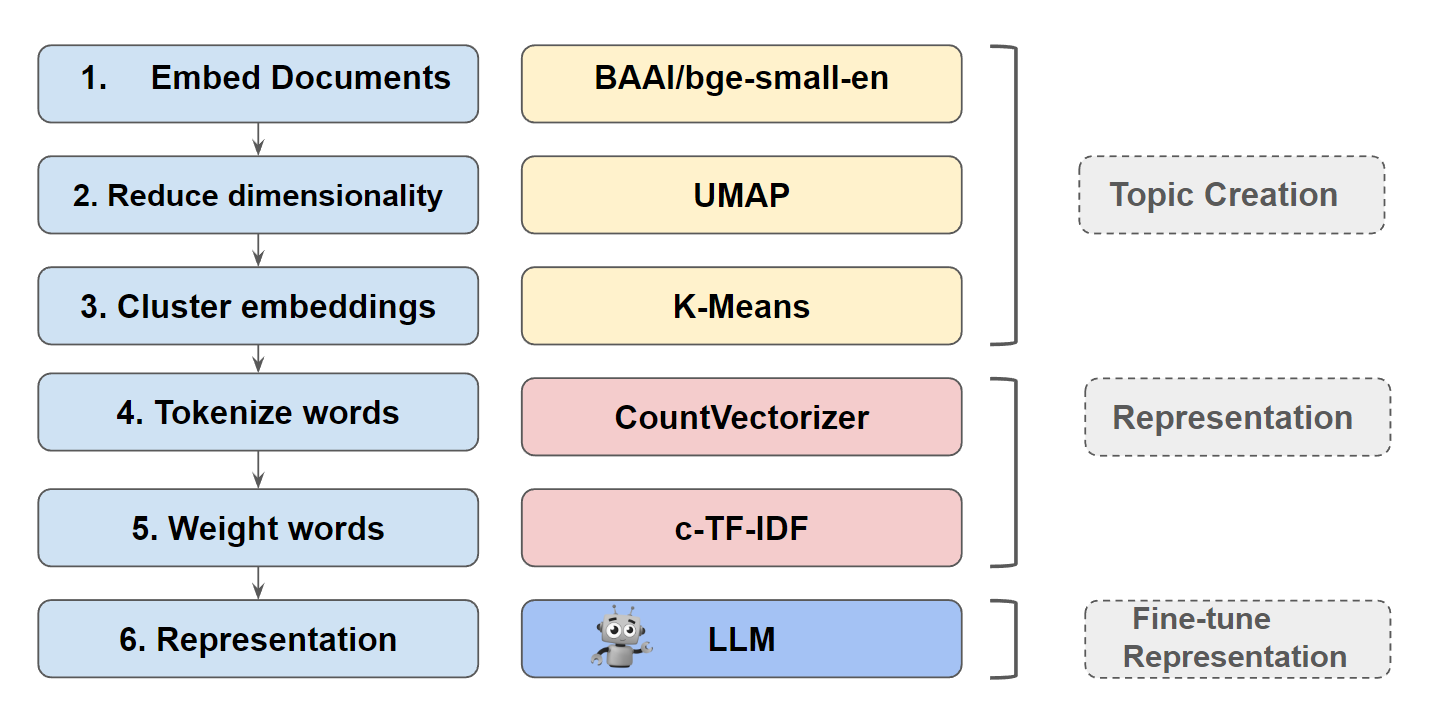 1. Embed Documents
BAAI/bge-small-en
2. Reduce dimensionality
UMAP
Topic Creation
3. Cluster embeddings
K-Means
4. Tokenize words
CountVectorizer
Representation
5. Weight words
c-TF-IDF
6. Representation
LLM
Fine-tune
Representation